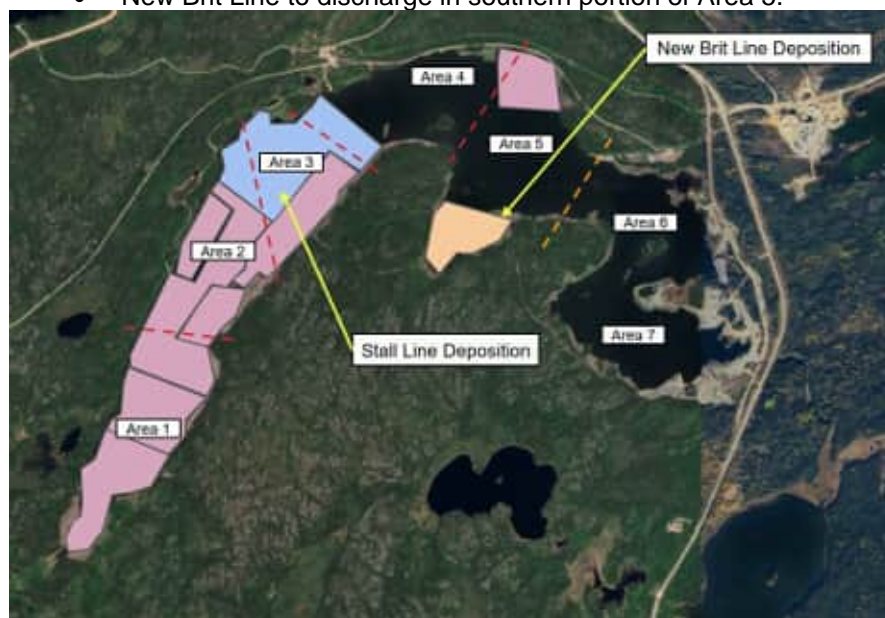 New Brit Line to discharge in southern portion of Area 5.
New Brit Line Deposition
Area 4
Area 5
Area 3
Area 6
Area 2
Stall Line Deposition
Area 7
Area 1